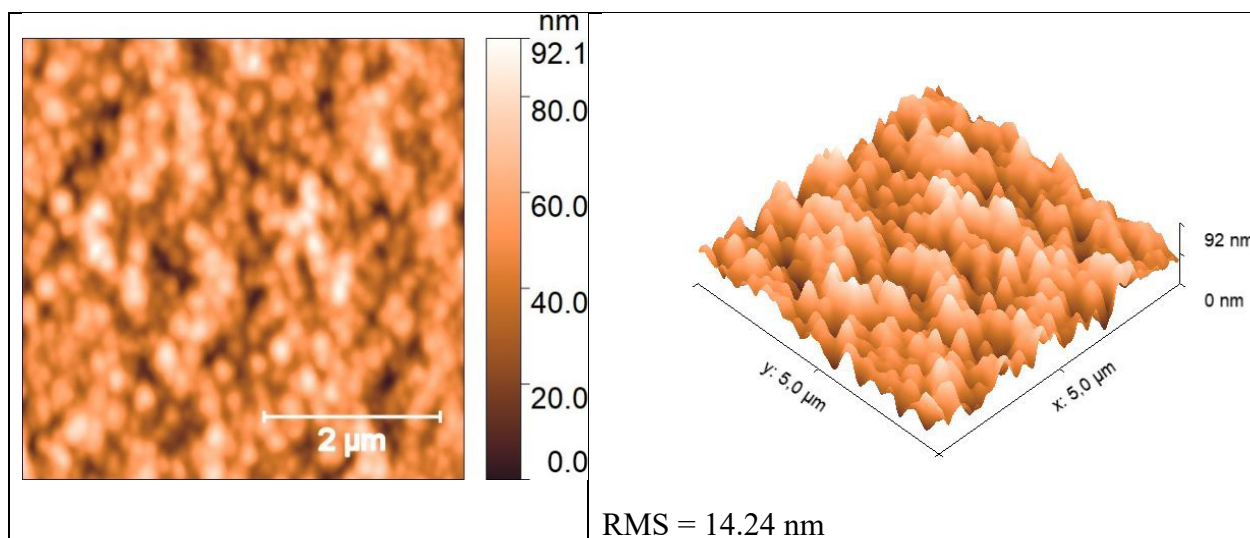 nm
92.1
80.0
60.0
40.0
20.0
0.0
2 µm
92 nm
0 nm
y: 5,0 µm
x: 5,0 µm
RMS = 14.24 nm